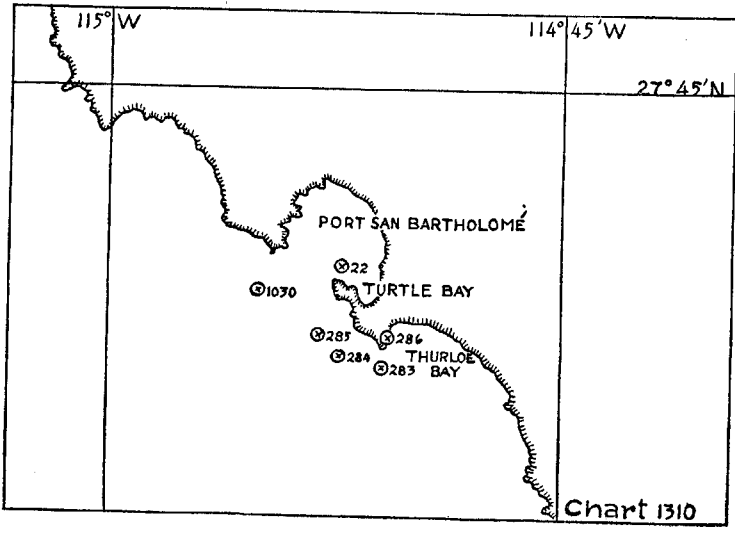 115° W
114° 45' W
27° 45' N
PORT SAN BARTHOLOMÉ
22
TURTLE BAY
1030
285
286
284
THURLOE
BAY
283
Chart 1310